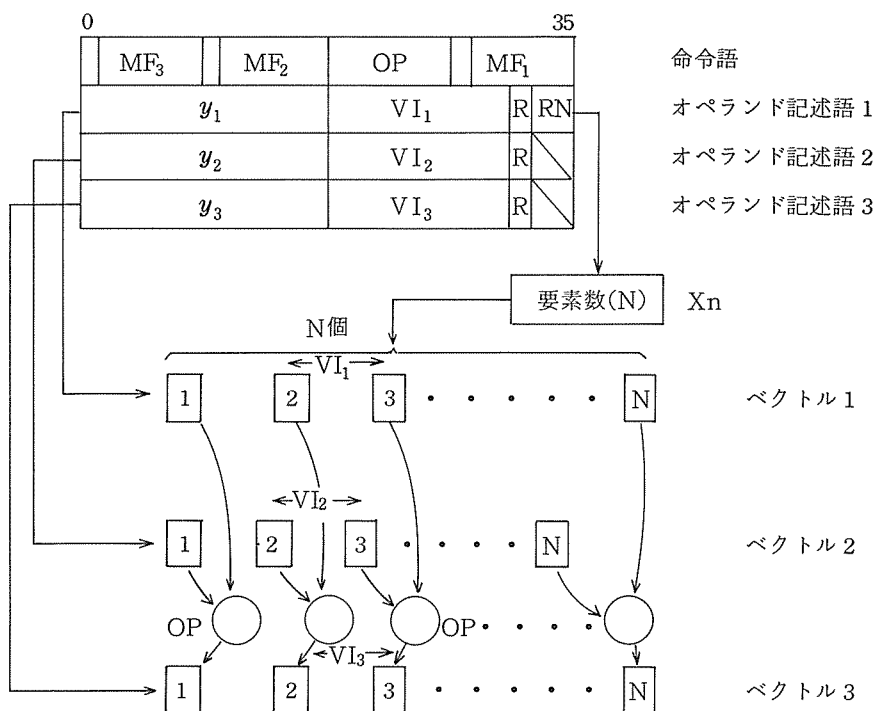 0 35
MF₃ MF₂ OP MF₁ 命令語
y₁ VI₁ R RN オペランド記述語 1
y₂ VI₂ R オペランド記述語 2
y₃ VI₃ R オペランド記述語 3
要素数(N) Xn
N個
VI₁
1 2 3 ・・・・・ N ベクトル 1
VI₂
1 2 3 ・・・・ N ベクトル 2
OP OP・・・・
VI₃
1 2 3 ・・・・・ N ベクトル 3